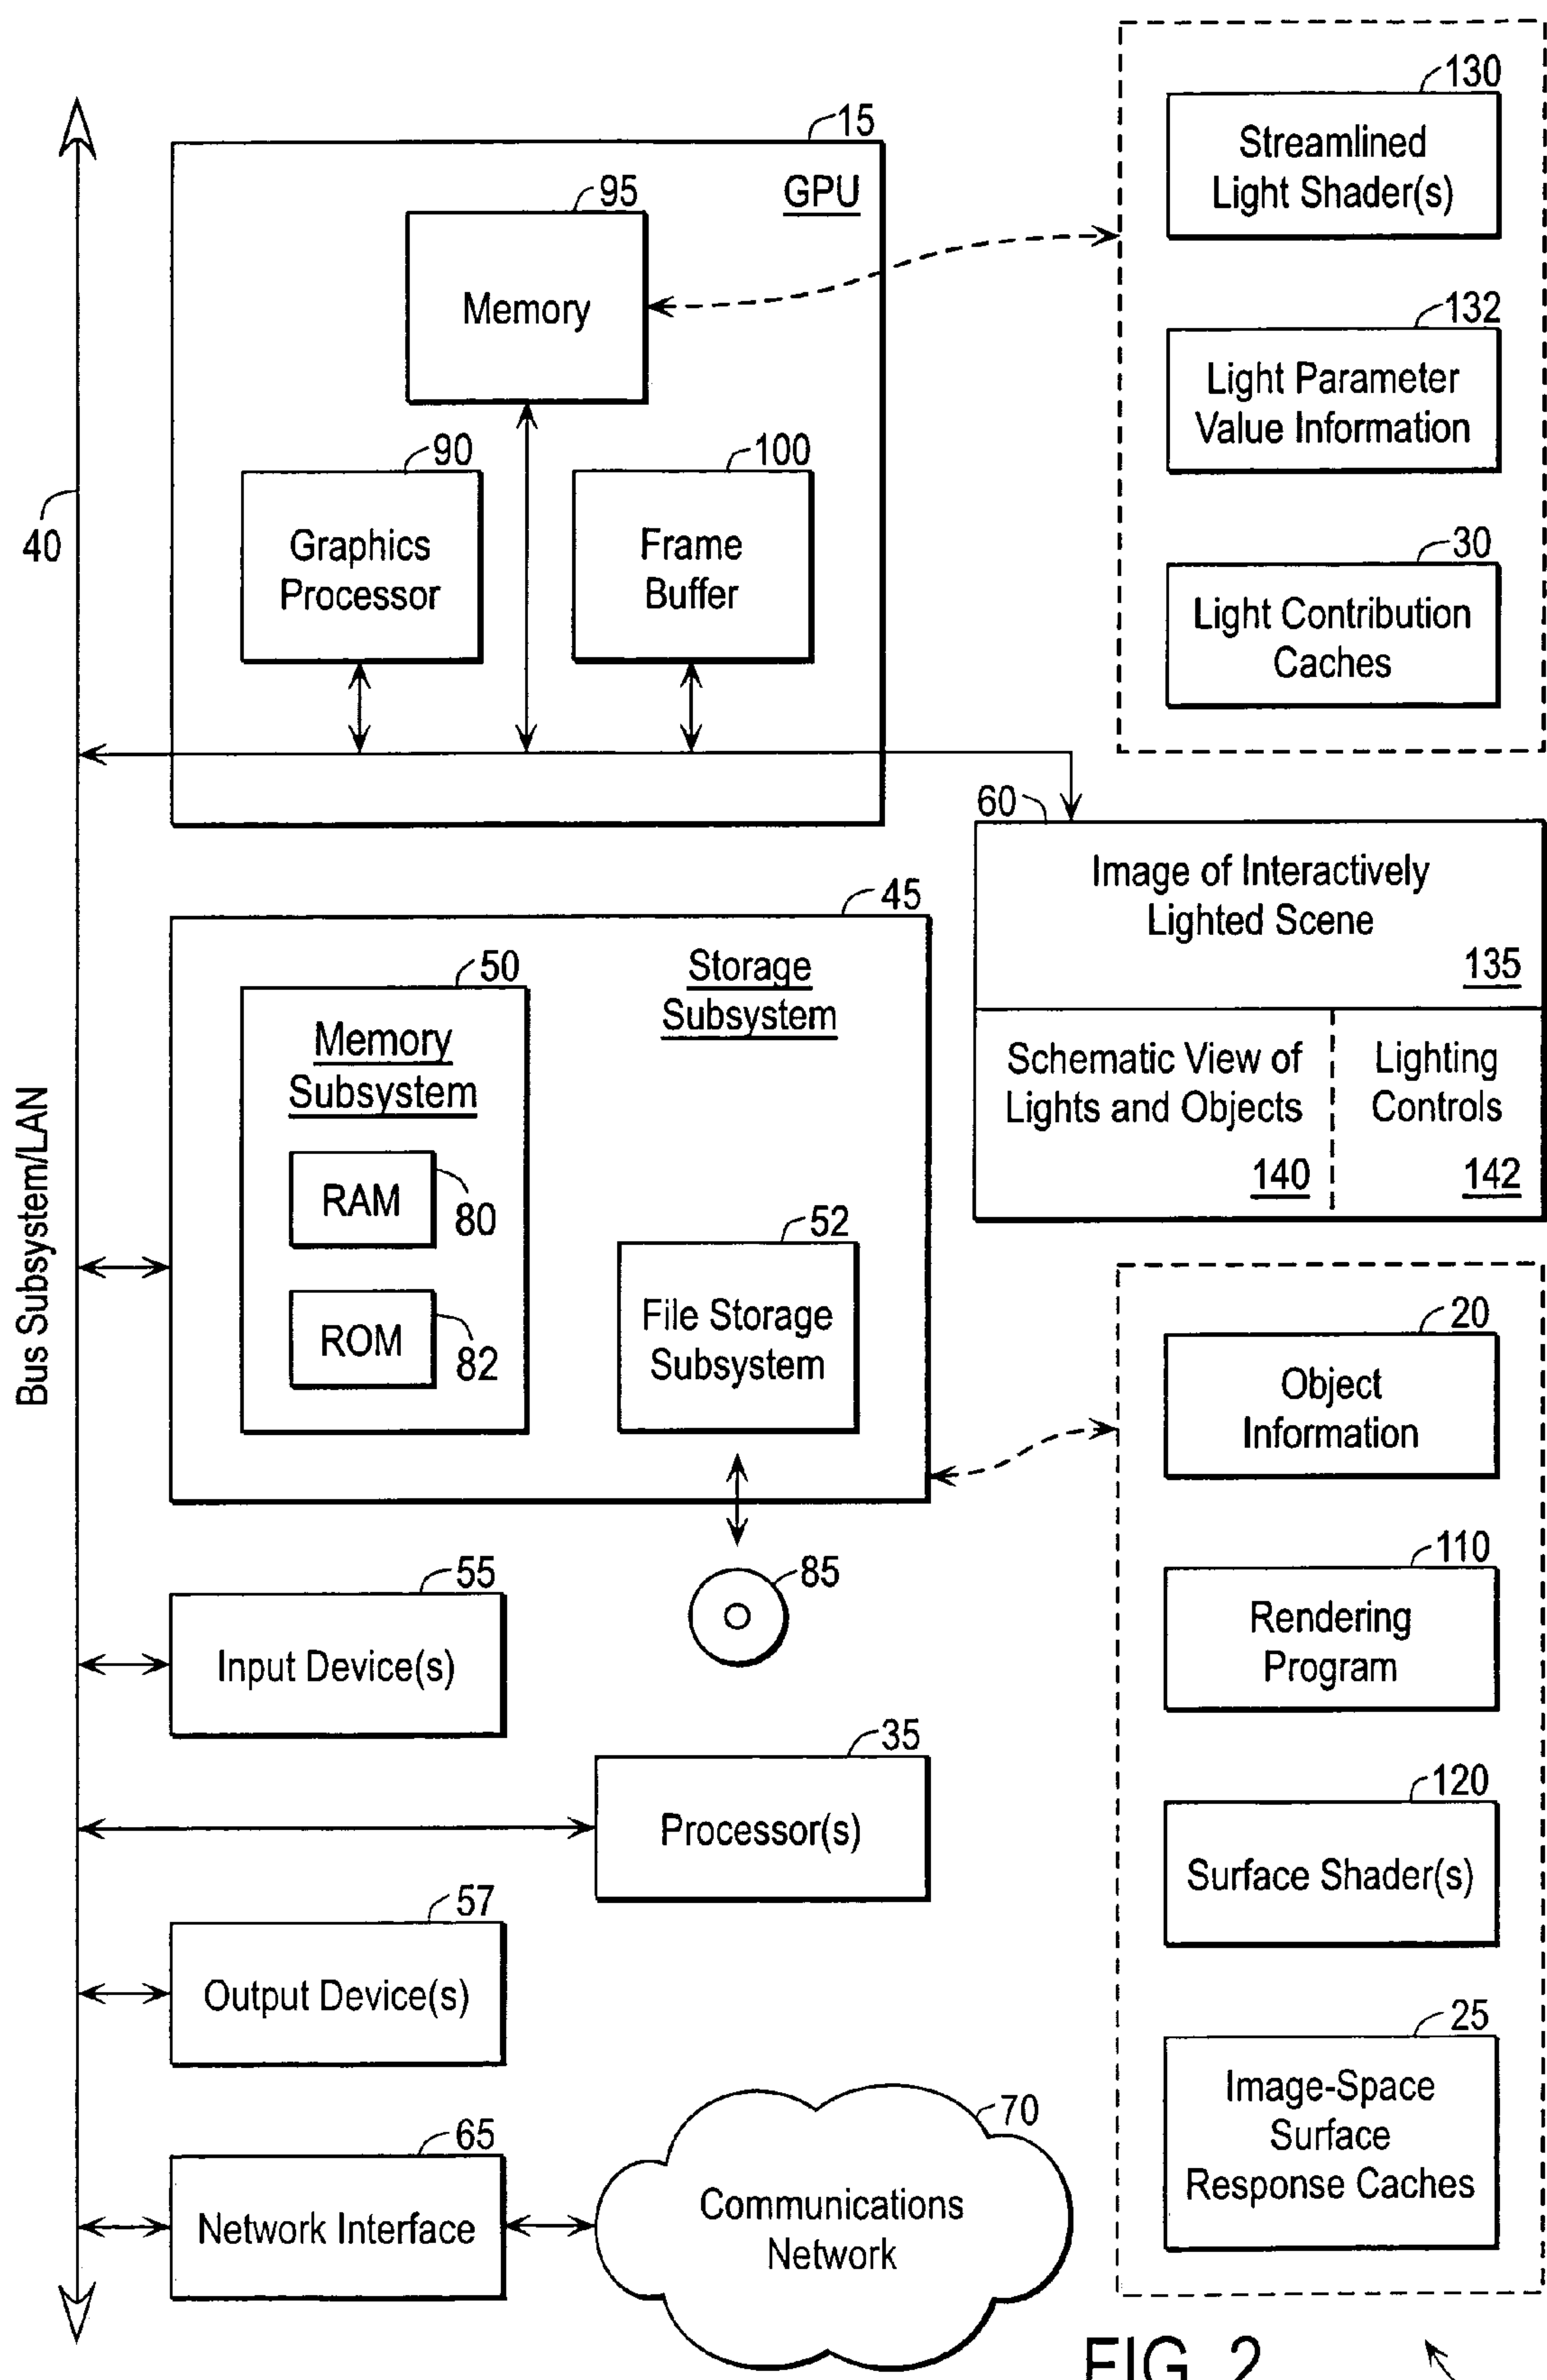 130
Streamlined
Light Shader(s)
132
Light Parameter
Value Information
30
Light Contribution
Caches
15
GPU
95
Memory
90
Graphics
Processor
100
Frame
Buffer
40
Bus Subsystem/LAN
60
Image of Interactively
Lighted Scene
135
Schematic View of
Lights and Objects
140
Lighting
Controls
142
45
Storage
Subsystem
50
Memory
Subsystem
RAM
80
ROM
82
52
File Storage
Subsystem
85
20
Object
Information
110
Rendering
Program
120
Surface Shader(s)
25
Image-Space
Surface
Response Caches
55
Input Device(s)
35
Processor(s)
57
Output Device(s)
65
Network Interface
70
Communications
Network
FIG. 2